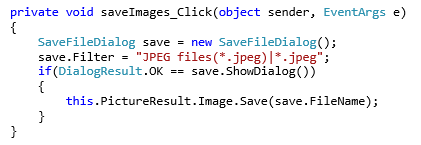 private void saveImages_Click(object sender, EventArgs e)
{
    SaveFileDialog save = new SaveFileDialog();
    save.Filter = "JPEG files(*.jpeg)|*.jpeg";
    if(DialogResult.OK == save.ShowDialog())
    {
        this.PictureResult.Image.Save(save.FileName);
    }
}